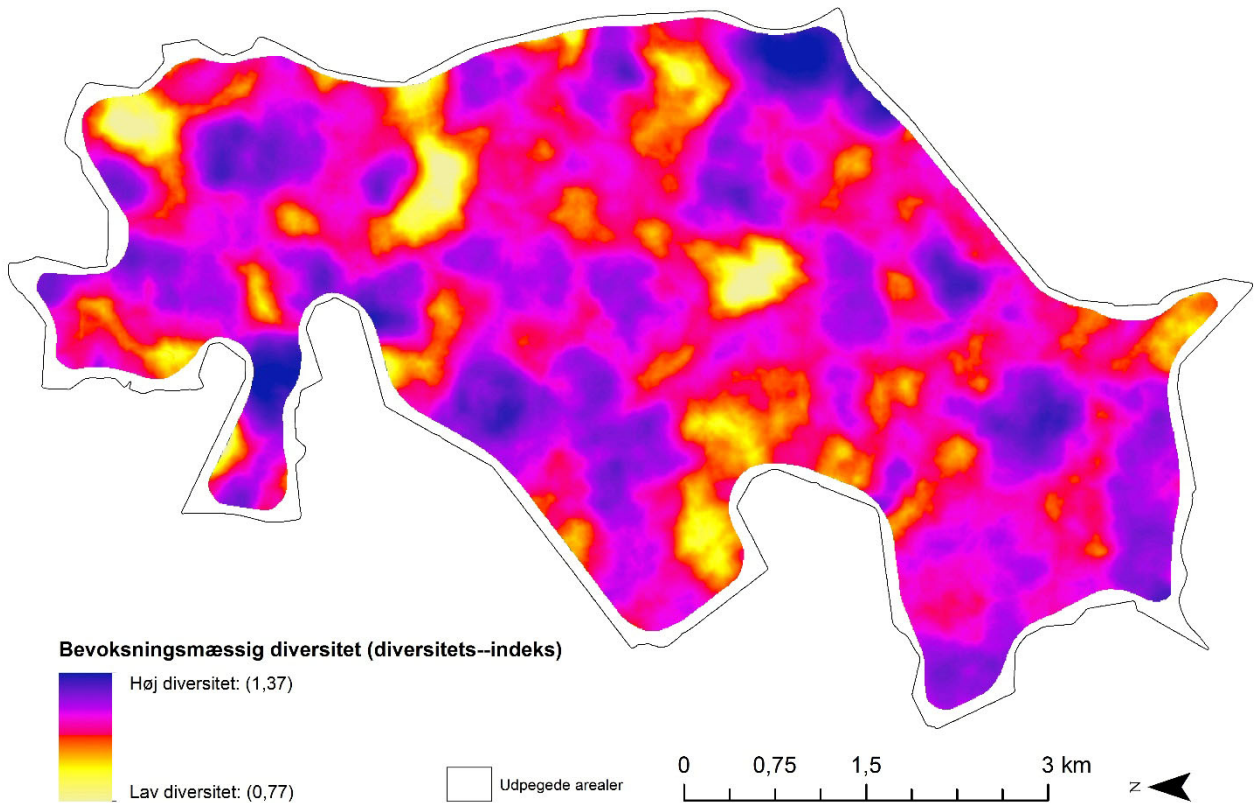 Bevoksningsmæssig diversitet (diversitets--indeks)
Høj diversitet: (1,37)
Lav diversitet: (0,77)
Udpegede arealer
0 0,75 1,5 3 km
N